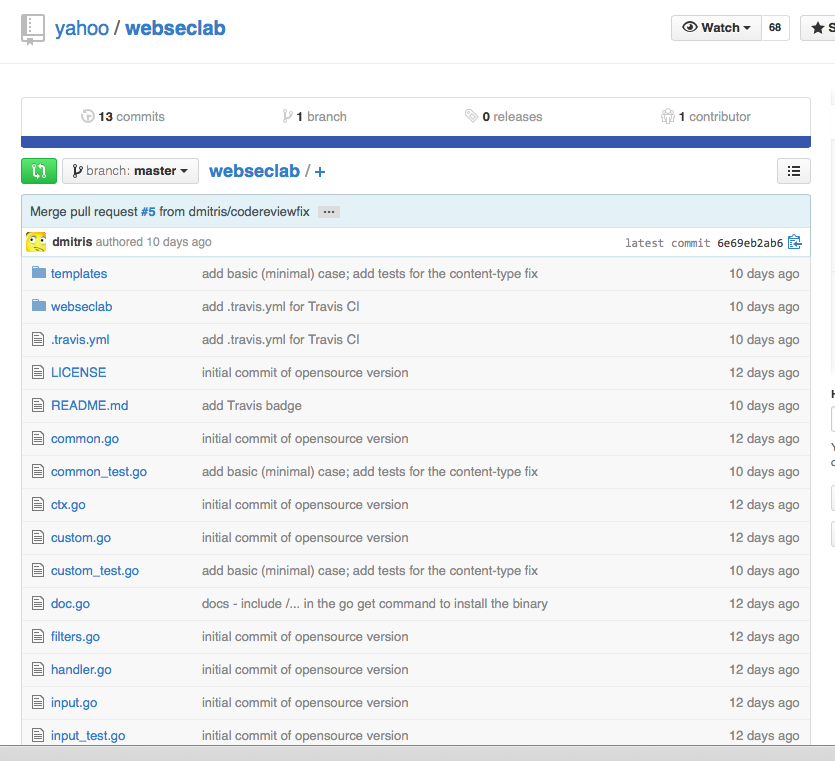 yahoo / webseclab
Watch 68
13 commits 1 branch 0 releases 1 contributor
branch: master webseclab / +
Merge pull request #5 from dmitris/codereviewfix ...
dmitris authored 10 days ago latest commit 6e69eb2ab6
templates add basic (minimal) case; add tests for the content-type fix 10 days ago
webseclab add .travis.yml for Travis CI 10 days ago
.travis.yml add .travis.yml for Travis CI 10 days ago
LICENSE initial commit of opensource version 12 days ago
README.md add Travis badge 10 days ago
common.go initial commit of opensource version 12 days ago
common_test.go add basic (minimal) case; add tests for the content-type fix 10 days ago
ctx.go initial commit of opensource version 12 days ago
custom.go initial commit of opensource version 12 days ago
custom_test.go add basic (minimal) case; add tests for the content-type fix 10 days ago
doc.go docs - include /... in the go get command to install the binary 12 days ago
filters.go initial commit of opensource version 12 days ago
handler.go initial commit of opensource version 12 days ago
input.go initial commit of opensource version 12 days ago
input_test.go initial commit of opensource version 12 days ago